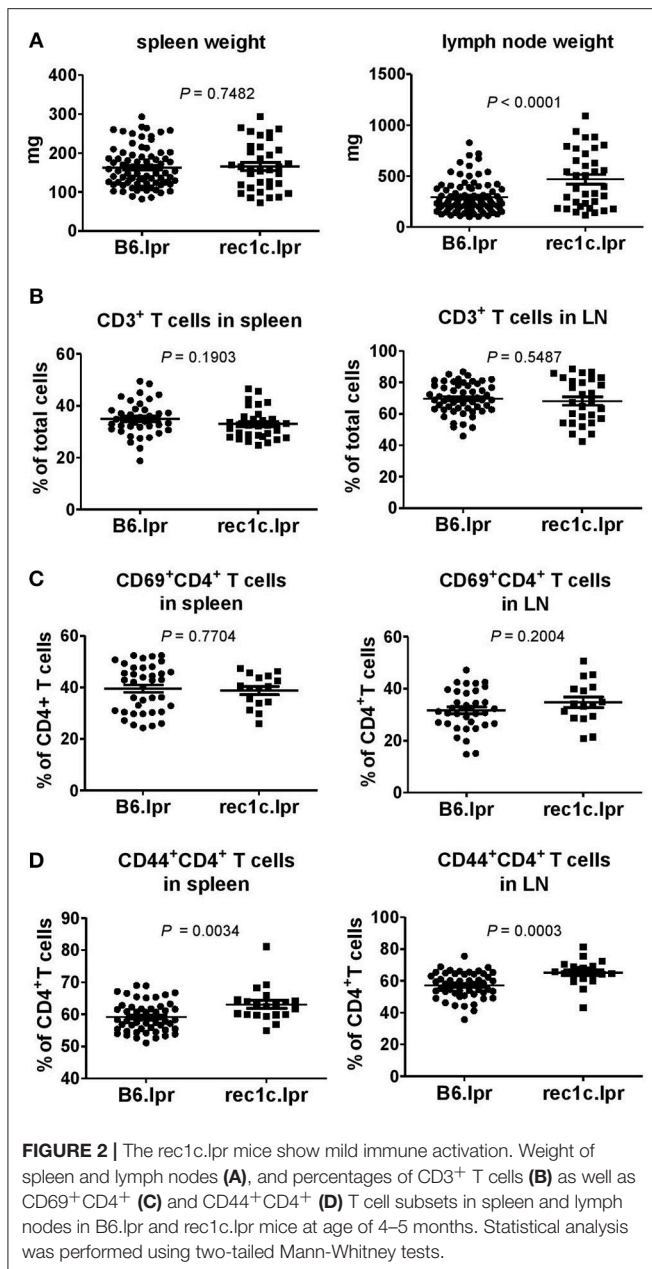 A
spleen weight
lymph node weight
400
300
200
100
0
mg
P = 0.7482
B6.lpr
rec1c.lpr
1500
1000
500
0
mg
P < 0.0001
B6.lpr
rec1c.lpr
B
CD3⁺ T cells in spleen
CD3⁺ T cells in LN
60
40
20
0
% of total cells
P = 0.1903
B6.lpr
rec1c.lpr
100
80
60
40
20
0
% of total cells
P = 0.5487
B6.lpr
rec1c.lpr
C
CD69⁺CD4⁺ T cells
in spleen
CD69⁺CD4⁺ T cells
in LN
60
40
20
0
% of CD4+ T cells
P = 0.7704
B6.lpr
rec1c.lpr
60
40
20
0
% of CD4⁺T cells
P = 0.2004
B6.lpr
rec1c.lpr
D
CD44⁺CD4⁺ T cells
in spleen
CD44⁺CD4⁺ T cells
in LN
90
80
70
60
50
40
% of CD4⁺T cells
P = 0.0034
B6.lpr
rec1c.lpr
100
80
60
40
20
0
% of CD4⁺T cells
P = 0.0003
B6.lpr
rec1c.lpr
FIGURE 2 | The rec1c.lpr mice show mild immune activation. Weight of
spleen and lymph nodes (A), and percentages of CD3⁺ T cells (B) as well as
CD69⁺CD4⁺ (C) and CD44⁺CD4⁺ (D) T cell subsets in spleen and lymph
nodes in B6.lpr and rec1c.lpr mice at age of 4–5 months. Statistical analysis
was performed using two-tailed Mann-Whitney tests.